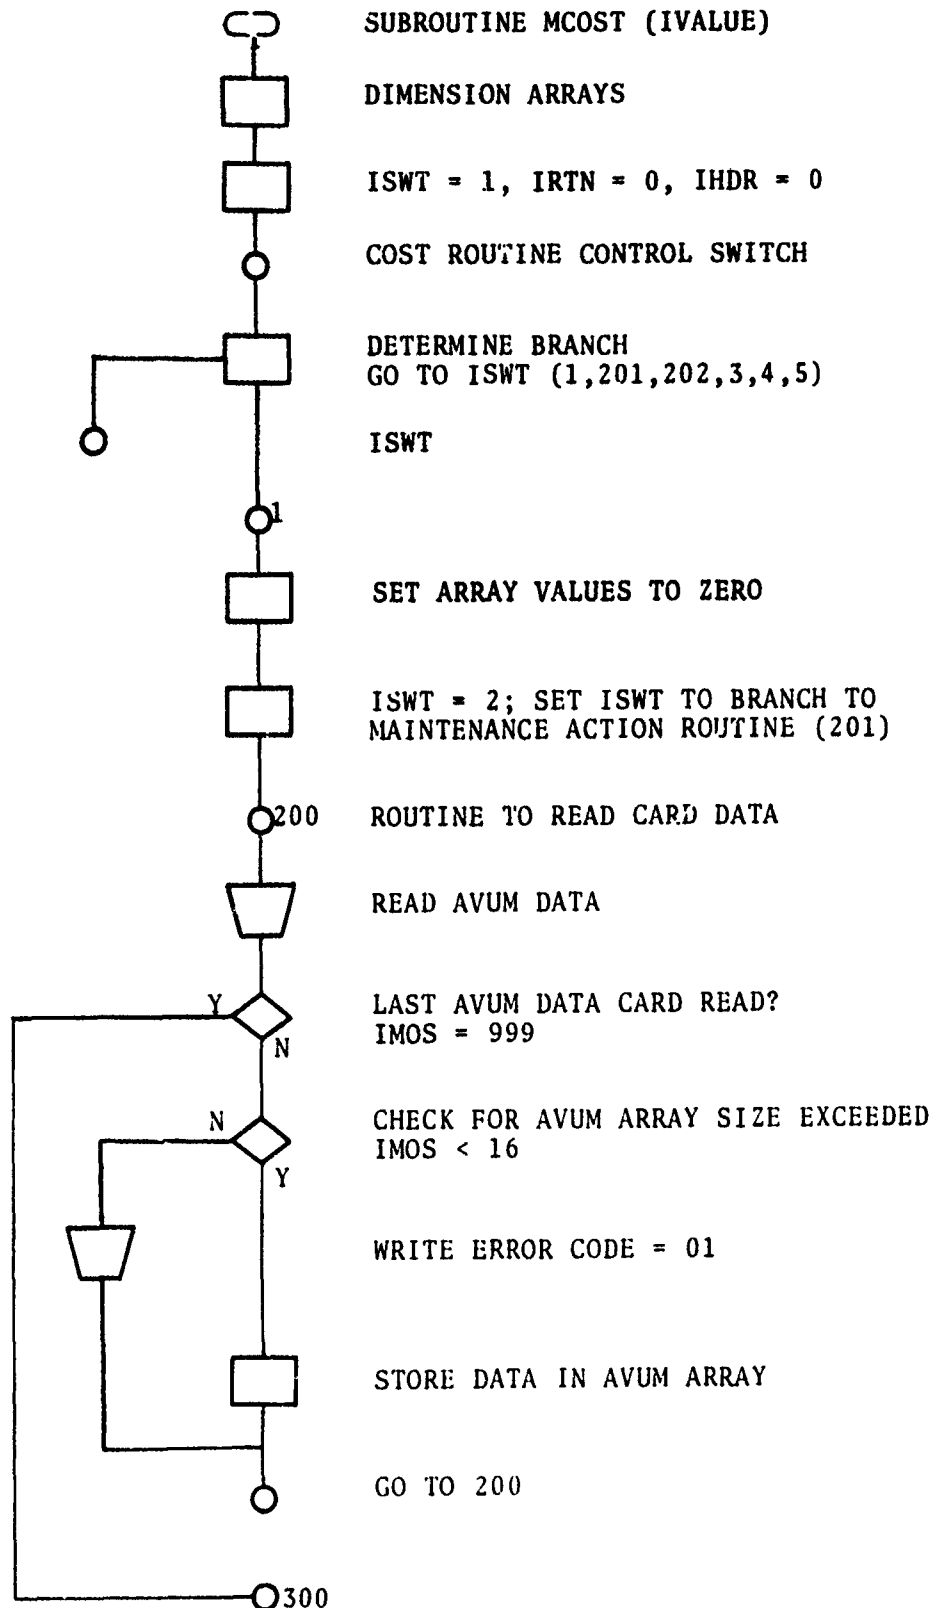 SUBROUTINE MCOST (IVALUE)
DIMENSION ARRAYS
ISWT = 1, IRTN = 0, IHDR = 0
COST ROUTINE CONTROL SWITCH
DETERMINE BRANCH
GO TO ISWT (1,201,202,3,4,5)
ISWT
1
SET ARRAY VALUES TO ZERO
ISWT = 2; SET ISWT TO BRANCH TO
MAINTENANCE ACTION ROUTINE (201)
200 ROUTINE TO READ CARD DATA
READ AVUM DATA
Y
LAST AVUM DATA CARD READ?
IMOS = 999
N
N
CHECK FOR AVUM ARRAY SIZE EXCEEDED
IMOS < 16
Y
WRITE ERROR CODE = 01
STORE DATA IN AVUM ARRAY
GO TO 200
300